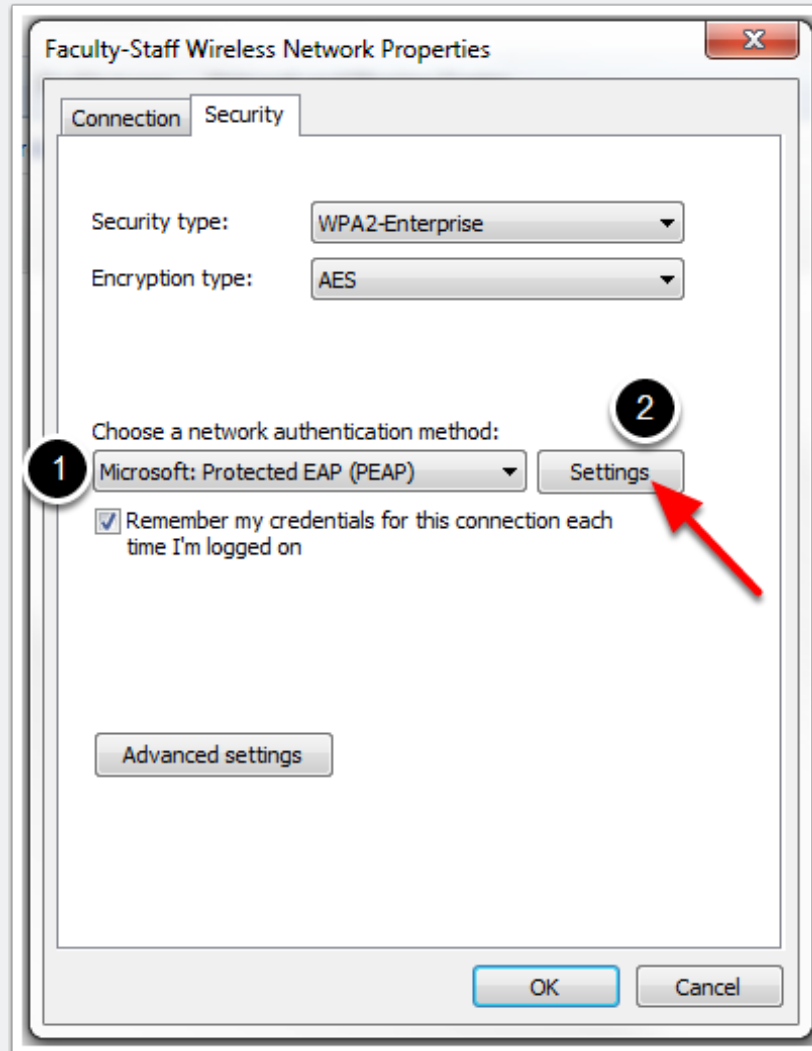 Faculty-Staff Wireless Network Properties
Connection
Security
Security type:
WPA2-Enterprise
Encryption type:
AES
2
Choose a network authentication method:
1
Microsoft: Protected EAP (PEAP)
Settings
Remember my credentials for this connection each
time I'm logged on
Advanced settings
OK
Cancel